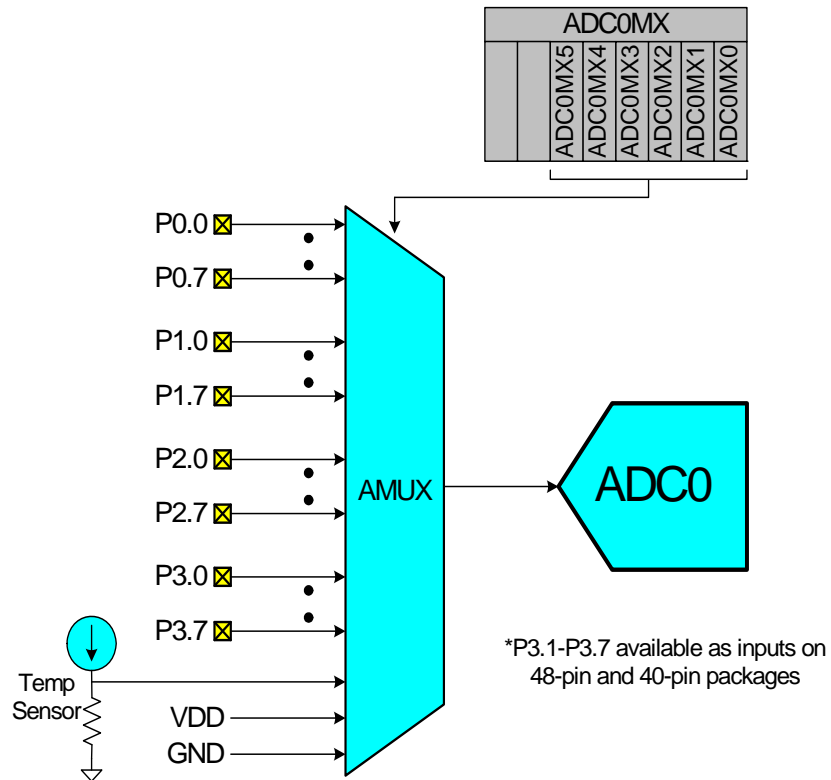 ADC0MX
ADC0MX5
ADC0MX4
ADC0MX3
ADC0MX2
ADC0MX1
ADC0MX0
P0.0
P0.7
P1.0
P1.7
P2.0
P2.7
P3.0
P3.7
AMUX
ADC0
Temp
Sensor
VDD
GND
*P3.1-P3.7 available as inputs on
48-pin and 40-pin packages